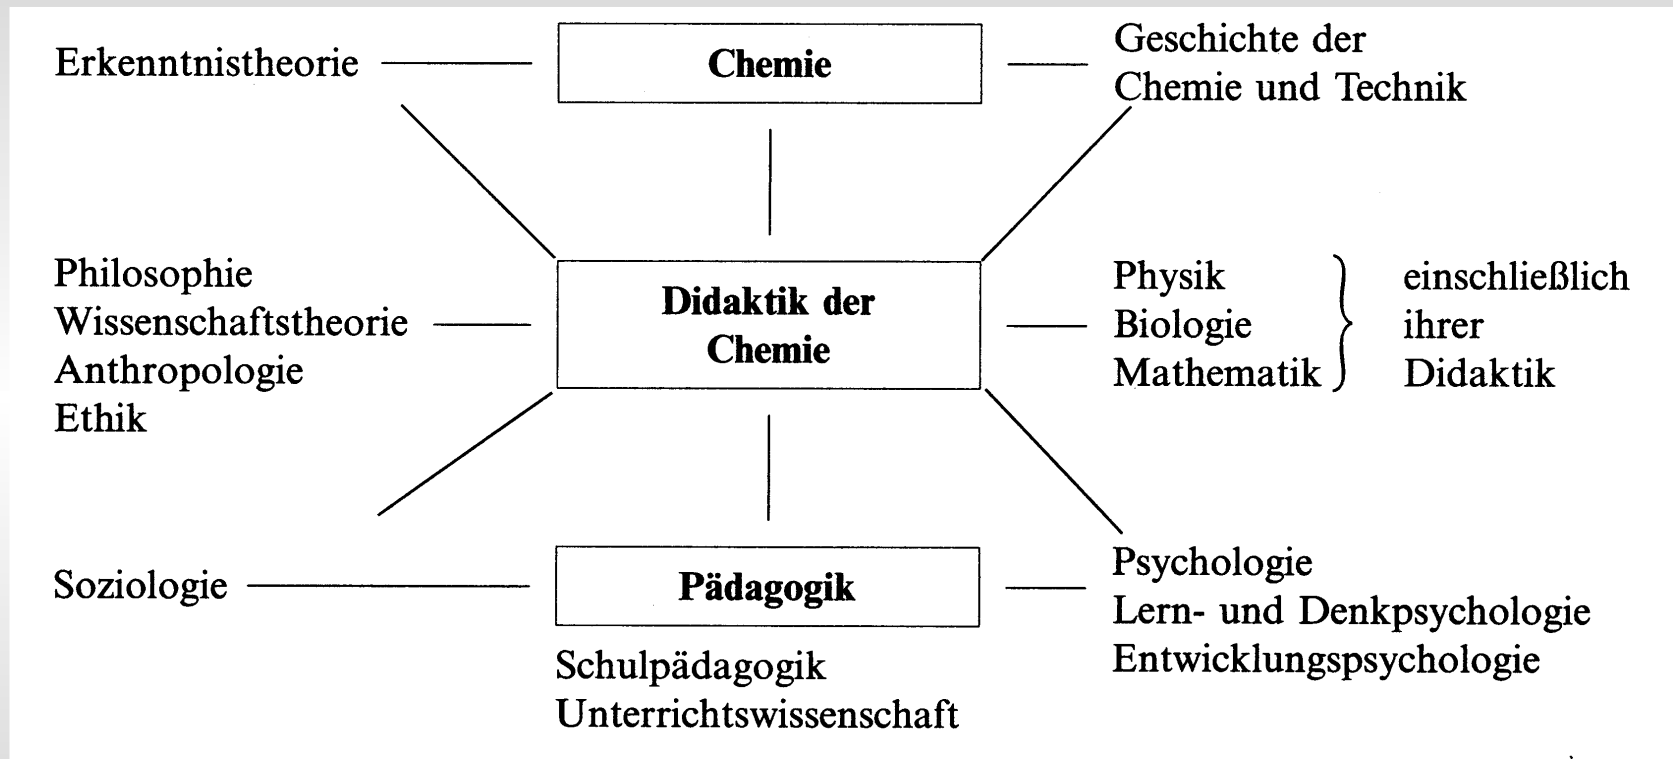 Erkenntnistheorie
Chemie
Geschichte der
Chemie und Technik
Philosophie
Wissenschaftstheorie
Anthropologie
Ethik
Didaktik der
Chemie
Physik
Biologie
Mathematik
einschließlich
ihrer
Didaktik
Soziologie
Pädagogik
Schulpädagogik
Unterrichtswissenschaft
Psychologie
Lern- und Denkpsychologie
Entwicklungspsychologie